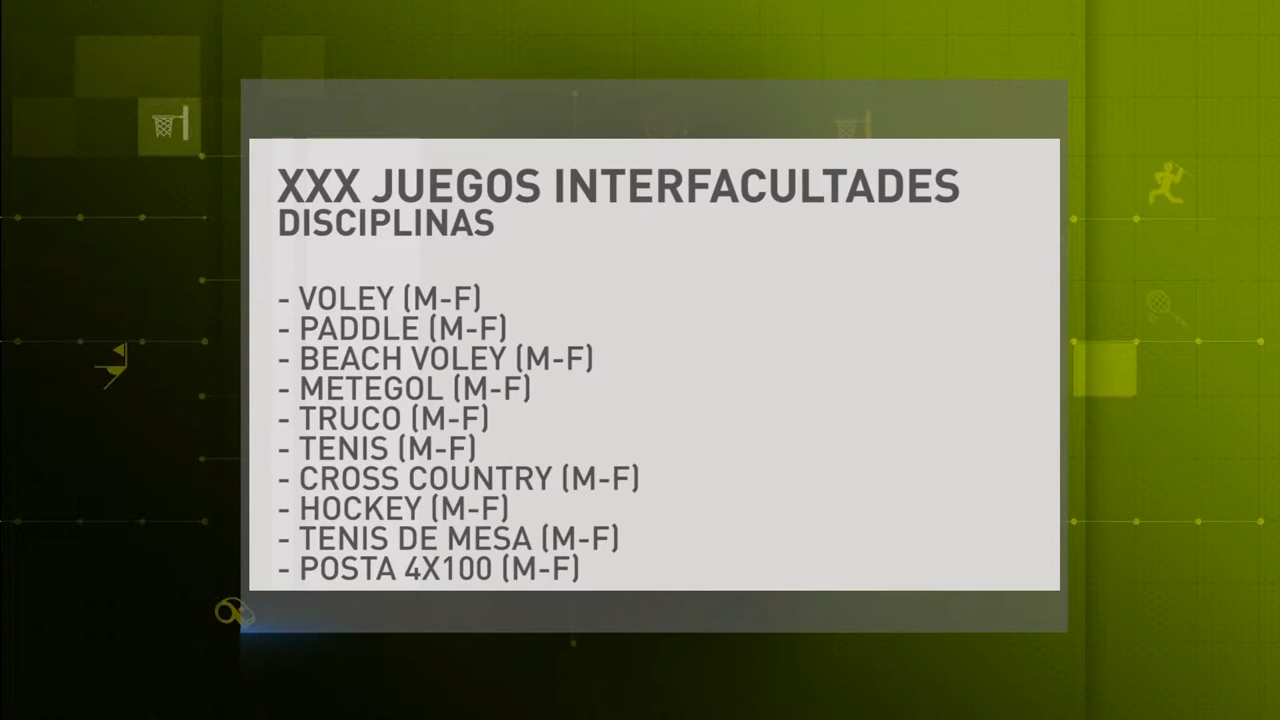 XXX JUEGOS INTERFACULTADES
DISCIPLINAS
- VOLEY (M-F)
- PADDLE (M-F)
- BEACH VOLEY (M-F)
- METEGOL (M-F)
- TRUCO (M-F)
- TENIS (M-F)
- CROSS COUNTRY (M-F)
- HOCKEY (M-F)
- TENIS DE MESA (M-F)
- POSTA 4X100 (M-F)